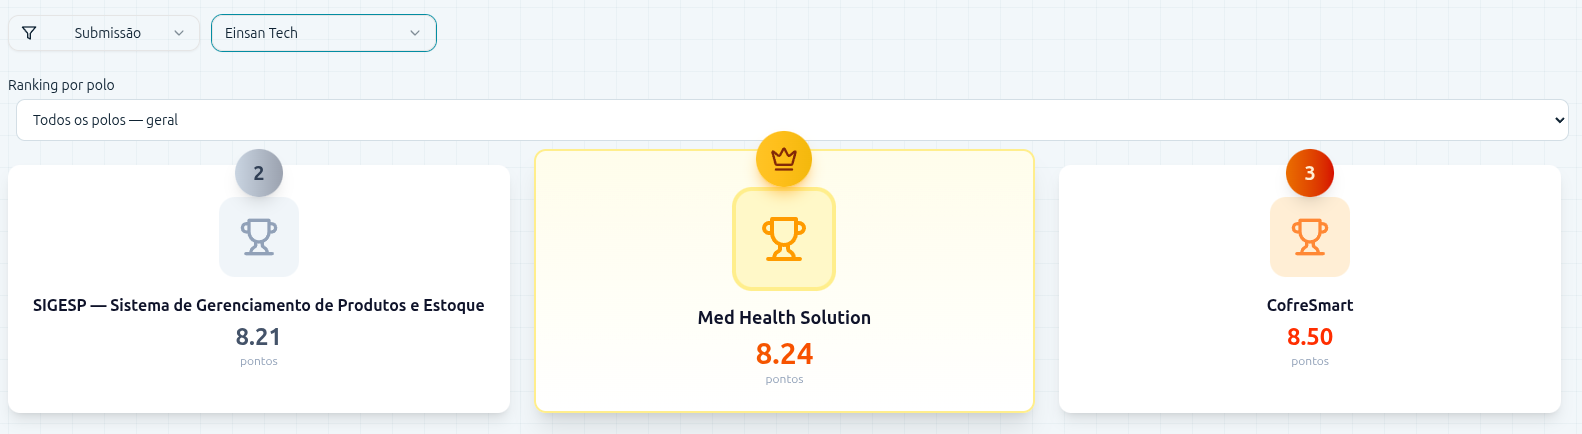 Submissão
Einsan Tech
Ranking por polo
Todos os polos — geral
2
SIGESP — Sistema de Gerenciamento de Produtos e Estoque
8.21
pontos
Med Health Solution
8.24
pontos
3
CofreSmart
8.50
pontos